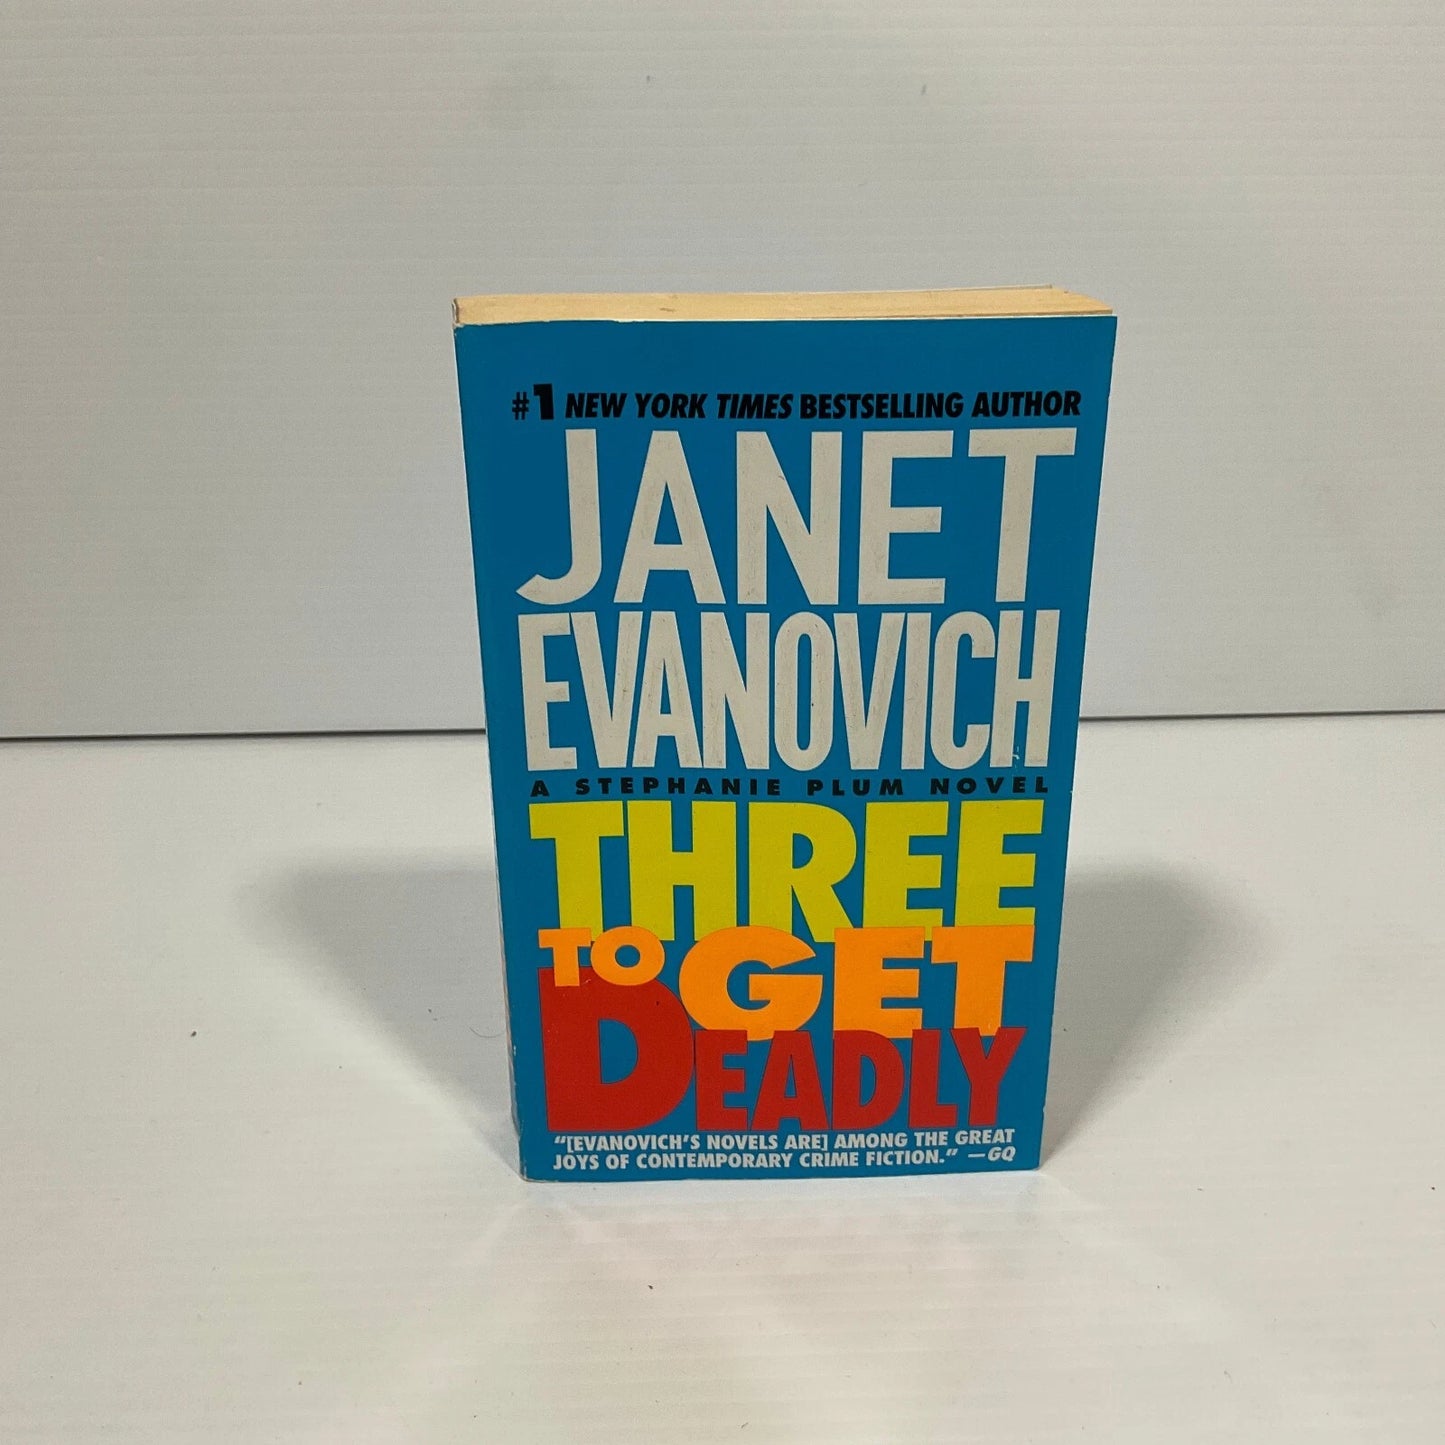 #1 NEW YORK TIMES BESTSELLING AUTHOR
JANET
EVANOVICH
A STEPHANIE PLUM NOVEL
THREE
TO GET
DEADLY
"[EVANOVICH'S NOVELS ARE] AMONG THE GREAT
JOYS OF CONTEMPORARY CRIME FICTION." —GQ